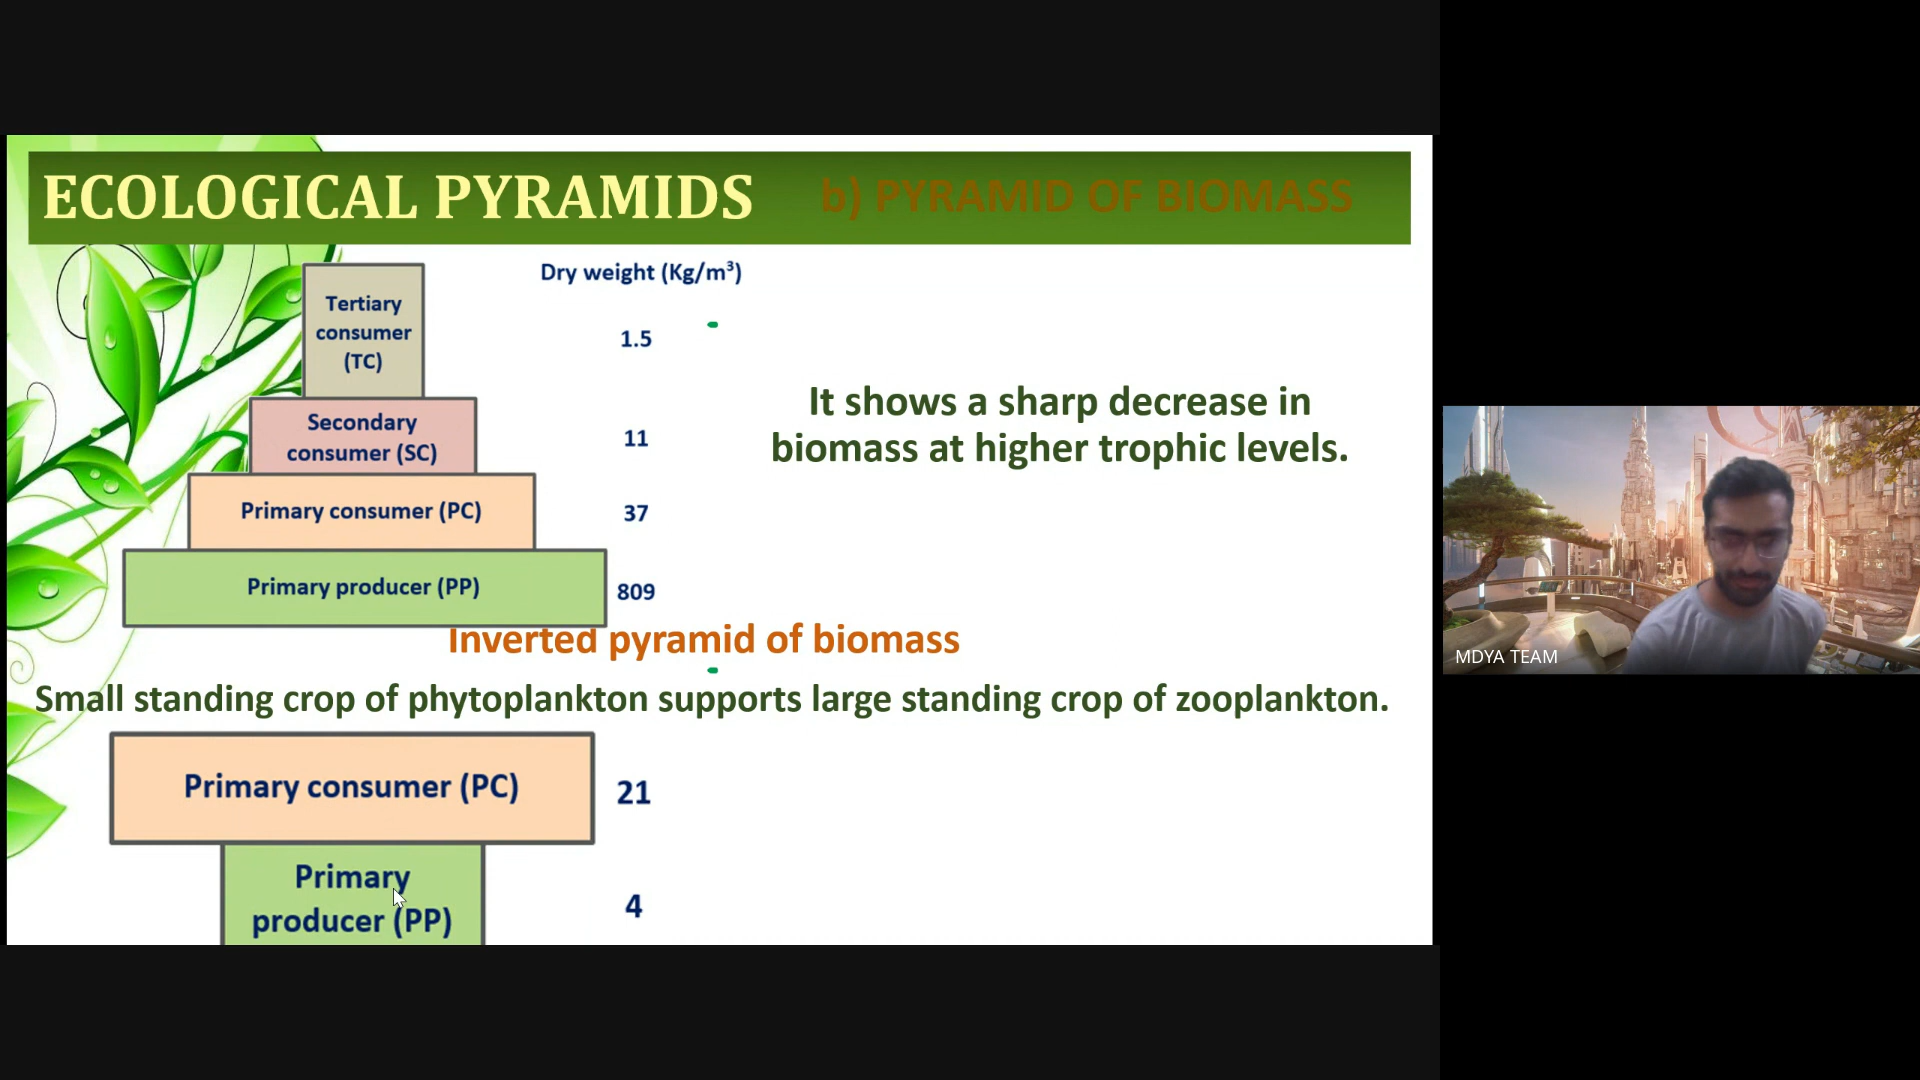 ECOLOGICAL PYRAMIDS
b) PYRAMID OF BIOMASS
Dry weight (Kg/m³)
Tertiary
consumer
(TC)
1.5
Secondary
consumer (SC)
11
Primary consumer (PC)
37
Primary producer (PP)
809
It shows a sharp decrease in
biomass at higher trophic levels.
Inverted pyramid of biomass
Small standing crop of phytoplankton supports large standing crop of zooplankton.
Primary consumer (PC)
21
Primary
producer (PP)
4
MDYA TEAM